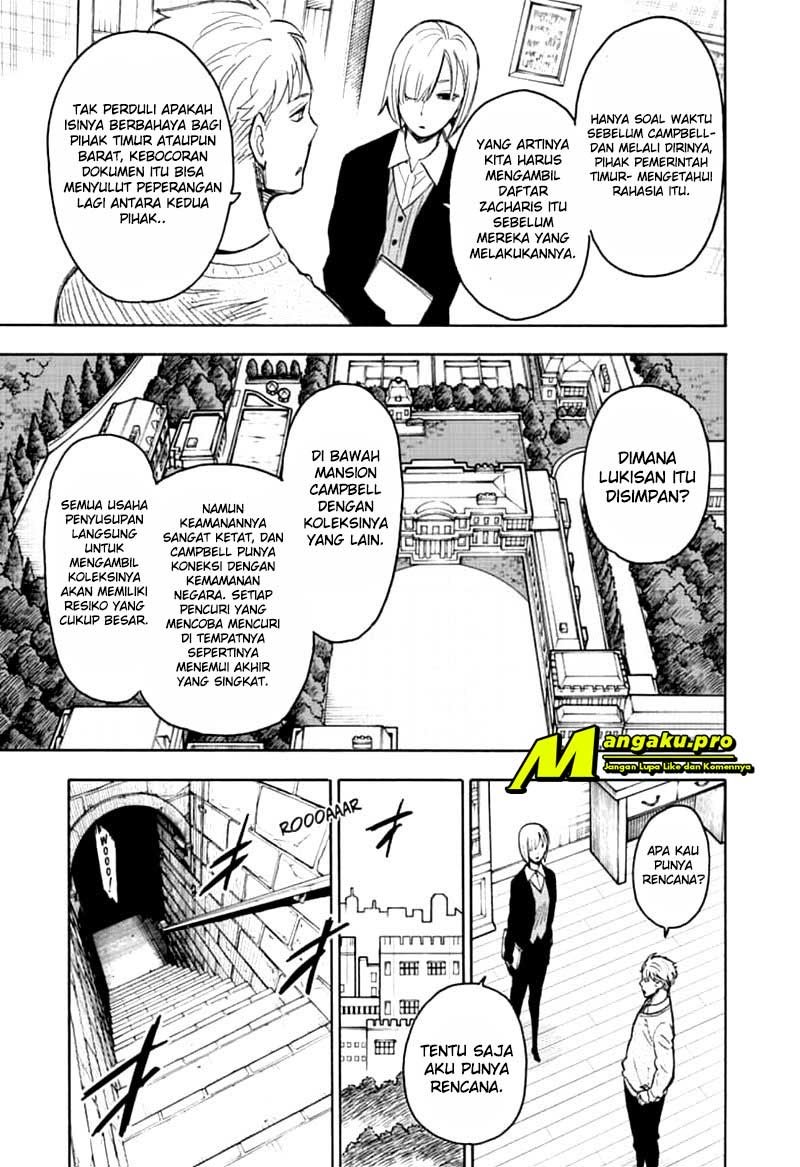 HANYA SOAL WAKTU
SEBELUM CAMPBELL-
DAN MELALI DIRINYA,
PIHAK PEMERINTAH
TIMUR- MENGETAHUI
RAHASIA ITU.
YANG ARTINYA
KITA HARUS
MENGAMBIL
DAFTAR
ZACHARIS ITU
SEBELUM
MEREKA YANG
MELAKUKANNYA.
TAK PERDULI APAKAH
ISINYA BERBAHAYA BAGI
PIHAK TIMUR ATAUPUN
BARAT, KEBOCORAN
DOKUMEN ITU BISA
MENYULUT PEPERANGAN
LAGI ANTARA KEDUA
PIHAK..
DIMANA
LUKISAN ITU
DISIMPAN?
DI BAWAH
MANSION
CAMPBELL
DENGAN
KOLEKSINYA
YANG LAIN.
NAMUN
KEAMANANNYA
SANGAT KETAT, DAN
CAMPBELL PUNYA
KONEKSI DENGAN
KEMAMANAN
NEGARA. SETIAP
PENCURI YANG
MENCOBA MENCURI
DI TEMPATNYA
SEPERTINYA
MENEMUI AKHIR
YANG SINGKAT.
SEMUA USAHA
PENYUSUPAN
LANGSUNG
UNTUK
MENGAMBIL
KOLEKSINYA
AKAN MEMILIKI
RESIKO YANG
CUKUP BESAR.
Mangaku.pro
Jangan Lupa Like dan Komennya
APA KAU
PUNYA
RENCANA?
TENTU SAJA
AKU PUNYA
RENCANA.
ROOOAAAR
WOOO!